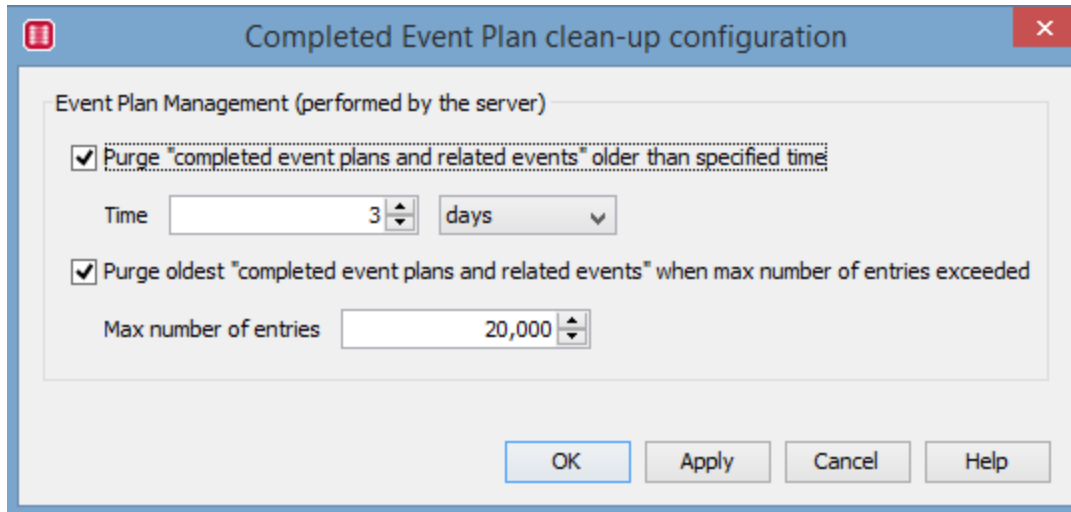 Completed Event Plan clean-up configuration
Event Plan Management (performed by the server)
Purge "completed event plans and related events" older than specified time
Time 3 days
Purge oldest "completed event plans and related events" when max number of entries exceeded
Max number of entries 20,000
OK Apply Cancel Help